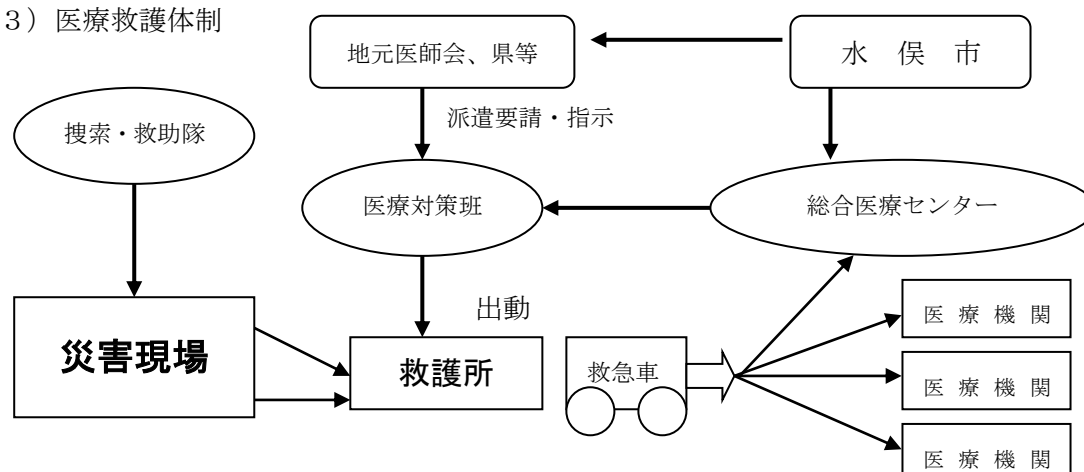 ３）医療救護体制
地元医師会、県等
水 俣 市
派遣要請・指示
捜索・救助隊
医療対策班
総合医療センター
出動
災害現場
救護所
救急車
医 療 機 関
医 療 機 関
医 療 機 関